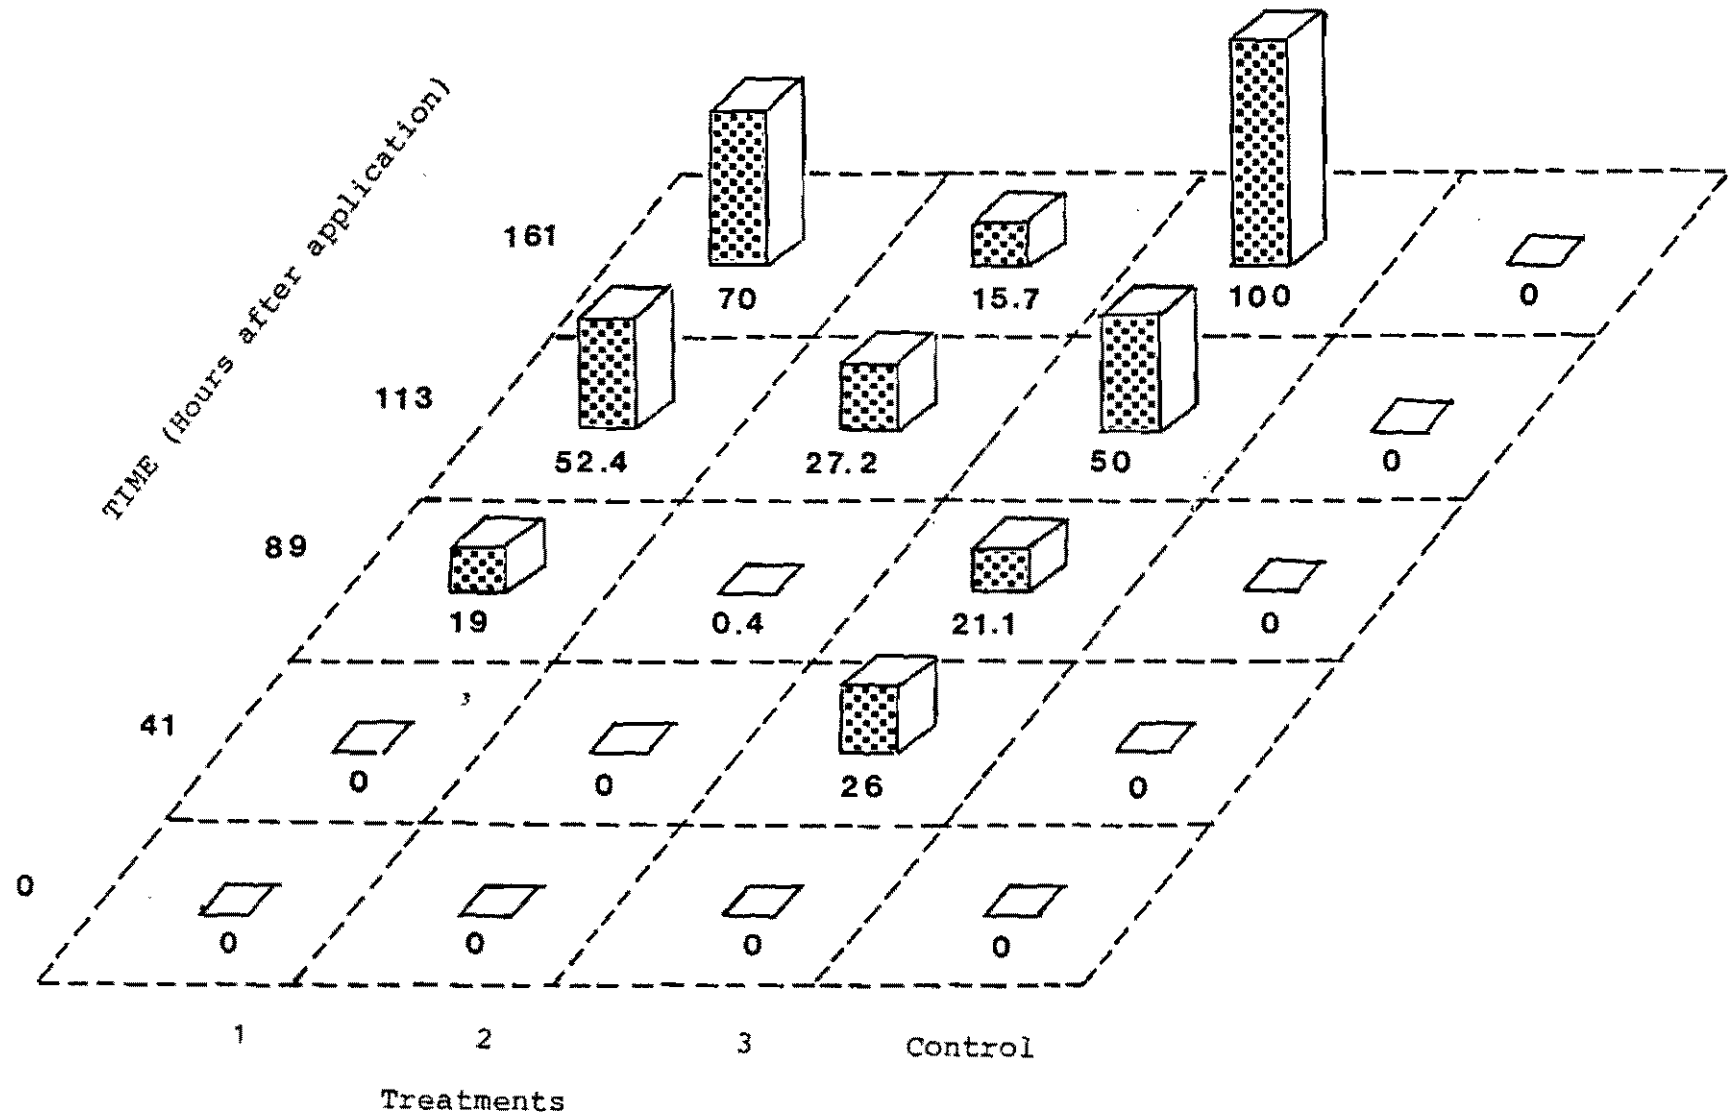 TIME (Hours after application)
161
70 15.7 100 0
113
52.4 27.2 50 0
89
19 0.4 21.1 0
41
0 0 26 0
0
0 0 0 0
1 2 3 Control
Treatments